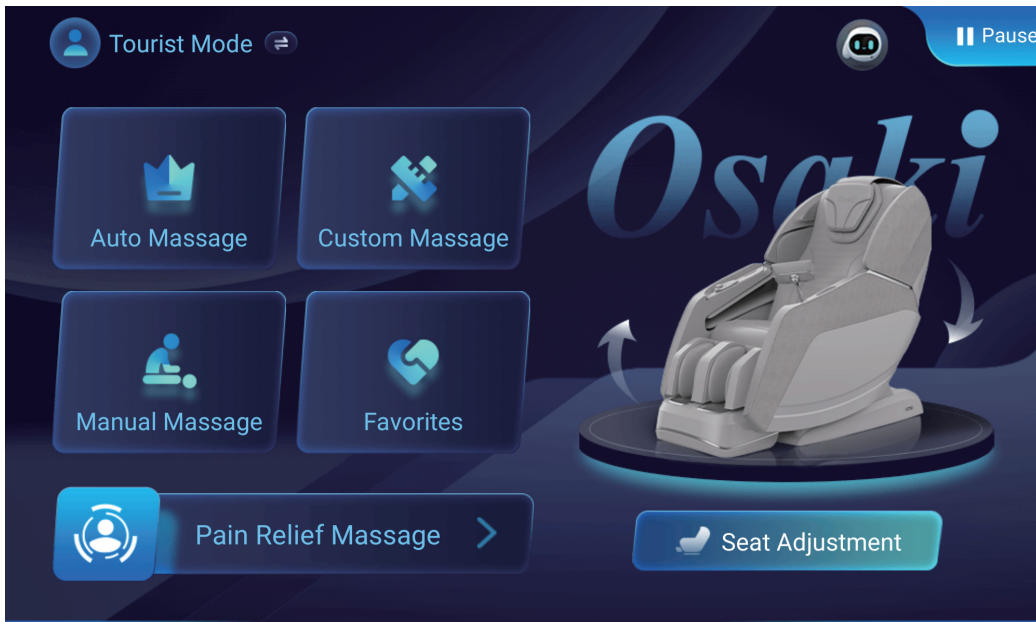 Tourist Mode
Pause
Osaki
Auto Massage
Custom Massage
Manual Massage
Favorites
Pain Relief Massage
Seat Adjustment